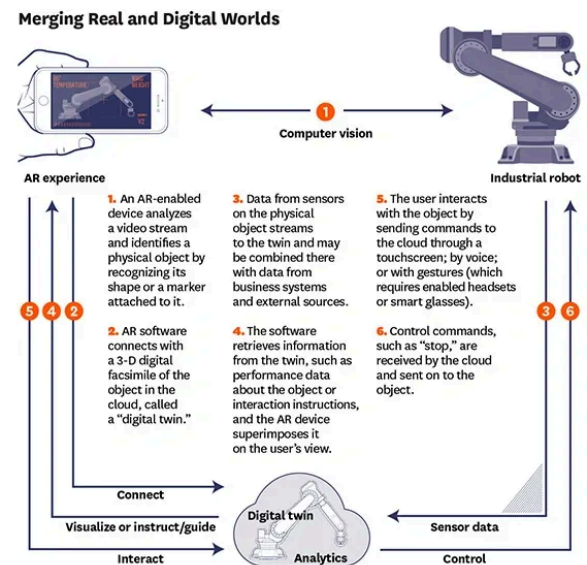 Merging Real and Digital Worlds
1
Computer vision
AR experience
Industrial robot
1. An AR-enabled
device analyzes
a video stream
and identifies a
physical object by
recognizing its
shape or a marker
attached to it.
2. AR software
connects with
a 3-D digital
facsimile of the
object in the
cloud, called
a “digital twin.”
3. Data from sensors
on the physical
object streams
to the twin and may
be combined there
with data from
business systems
and external sources.
4. The software
retrieves information
from the twin, such as
performance data
about the object or
interaction instructions,
and the AR device
superimposes it
on the user’s view.
5. The user interacts
with the object by
sending commands to
the cloud through a
touchscreen; by voice;
or with gestures (which
requires enabled headsets
or smart glasses).
6. Control commands,
such as “stop,” are
received by the cloud
and sent on to the
object.
5 4 2
3 6
Connect
Visualize or instruct/guide
Interact
Digital twin
Analytics
Sensor data
Control